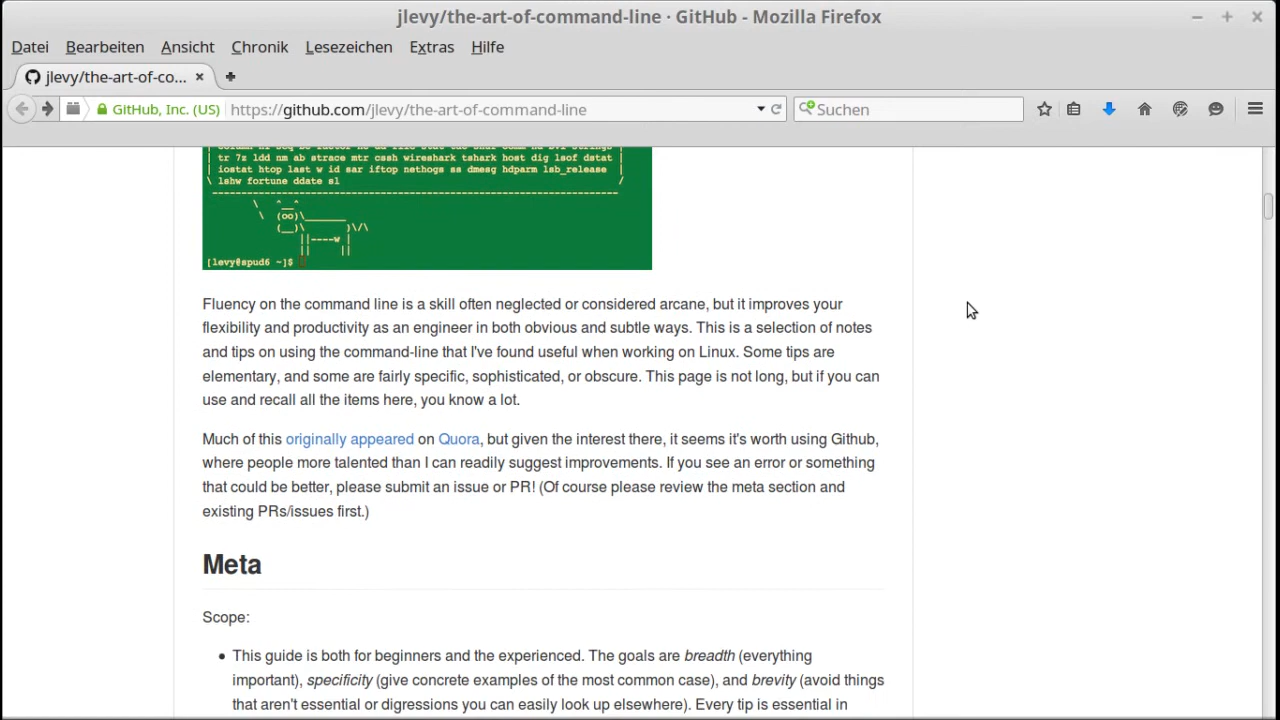 jlevy/the-art-of-command-line · GitHub - Mozilla Firefox
Datei Bearbeiten Ansicht Chronik Lesezeichen Extras Hilfe
jlevy/the-art-of-co...
GitHub, Inc. (US) https://github.com/jlevy/the-art-of-command-line Suchen
| tr 7z ldd nm ab strace mtr cssh wireshark tshark host dig lsof dstat |
| iostat htop last w id sar iftop nethogs ss dmesg hdparm lsb_release |
\ lshw fortune ddate sl /
------------------------------------------------------------------------
\ ^__^
\ (oo)\_______
(__)\ )\/\
||----w |
|| ||
[levy@spud6 ~]$
Fluency on the command line is a skill often neglected or considered arcane, but it improves your
flexibility and productivity as an engineer in both obvious and subtle ways. This is a selection of notes
and tips on using the command-line that I've found useful when working on Linux. Some tips are
elementary, and some are fairly specific, sophisticated, or obscure. This page is not long, but if you can
use and recall all the items here, you know a lot.
Much of this originally appeared on Quora, but given the interest there, it seems it's worth using Github,
where people more talented than I can readily suggest improvements. If you see an error or something
that could be better, please submit an issue or PR! (Of course please review the meta section and
existing PRs/issues first.)
Meta
Scope:
• This guide is both for beginners and the experienced. The goals are breadth (everything
important), specificity (give concrete examples of the most common case), and brevity (avoid things
that aren't essential or digressions you can easily look up elsewhere). Every tip is essential in